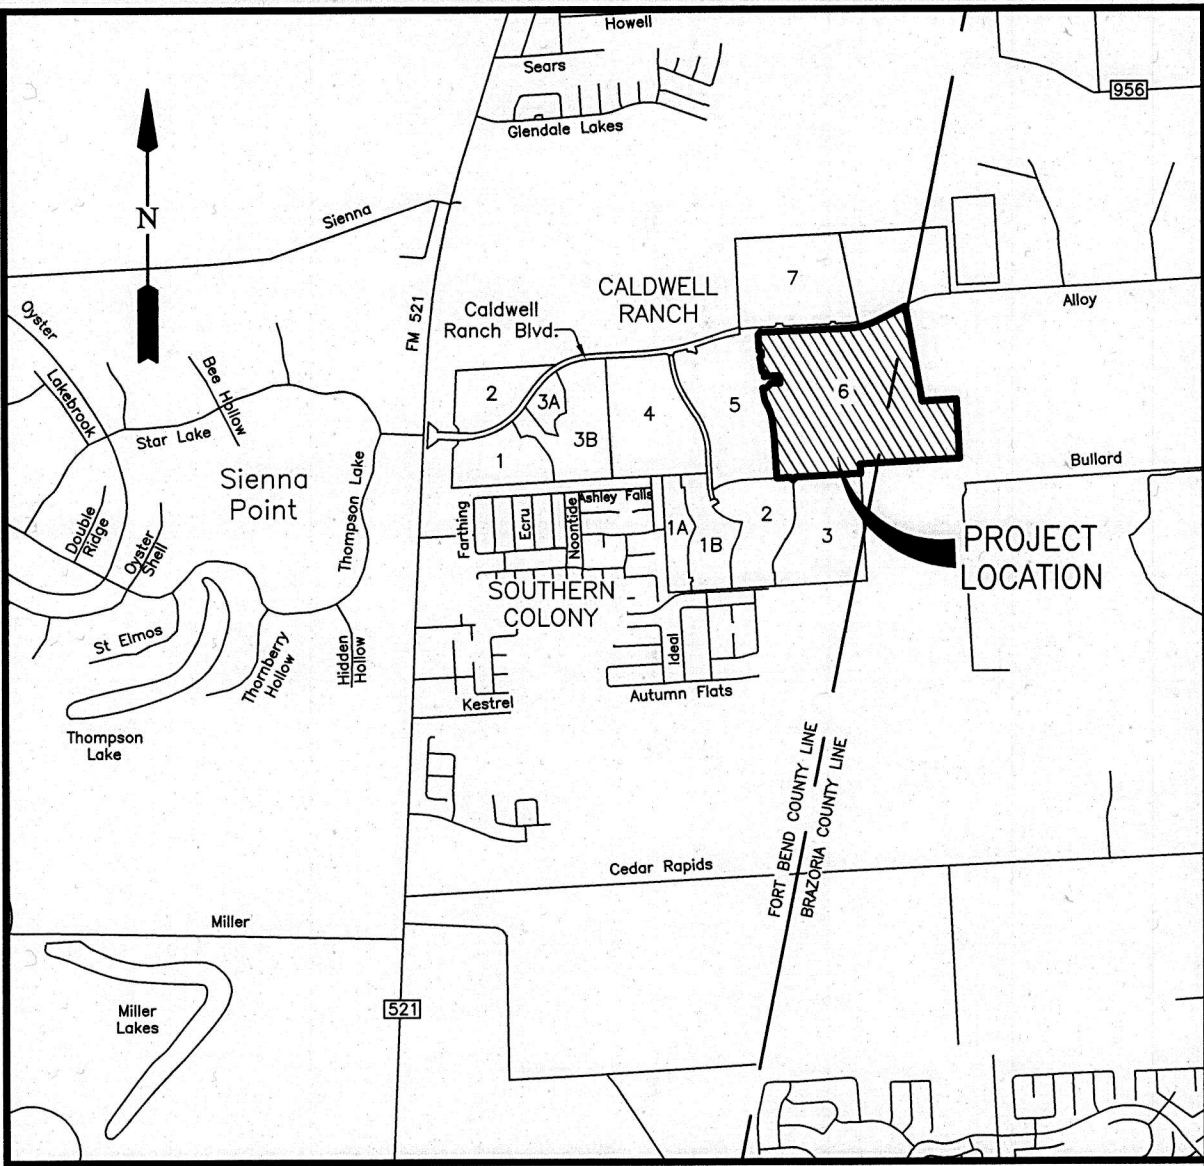 Howell
Sears
956
Glendale Lakes
N
Sienna
Oyster
FM 521
CALDWELL
RANCH
7
Alloy
Caldwell
Ranch Blvd.
Lakebrook
Bee Hollow
2
3A
6
4
5
3B
Star Lake
1
Bullard
Sienna
Point
Thompson Lake
Farthing
Ecru
Noontide
Ashley Falls
1A
1B
2
3
Double
Ridge
Oyster
Shell
PROJECT
LOCATION
SOUTHERN
COLONY
St Elmos
Thornberry
Hollow
Hidden
Hollow
Ideal
Autumn Flats
Kestrel
Thompson
Lake
FORT BEND COUNTY LINE
BRAZORIA COUNTY LINE
Cedar Rapids
Miller
521
Miller
Lakes